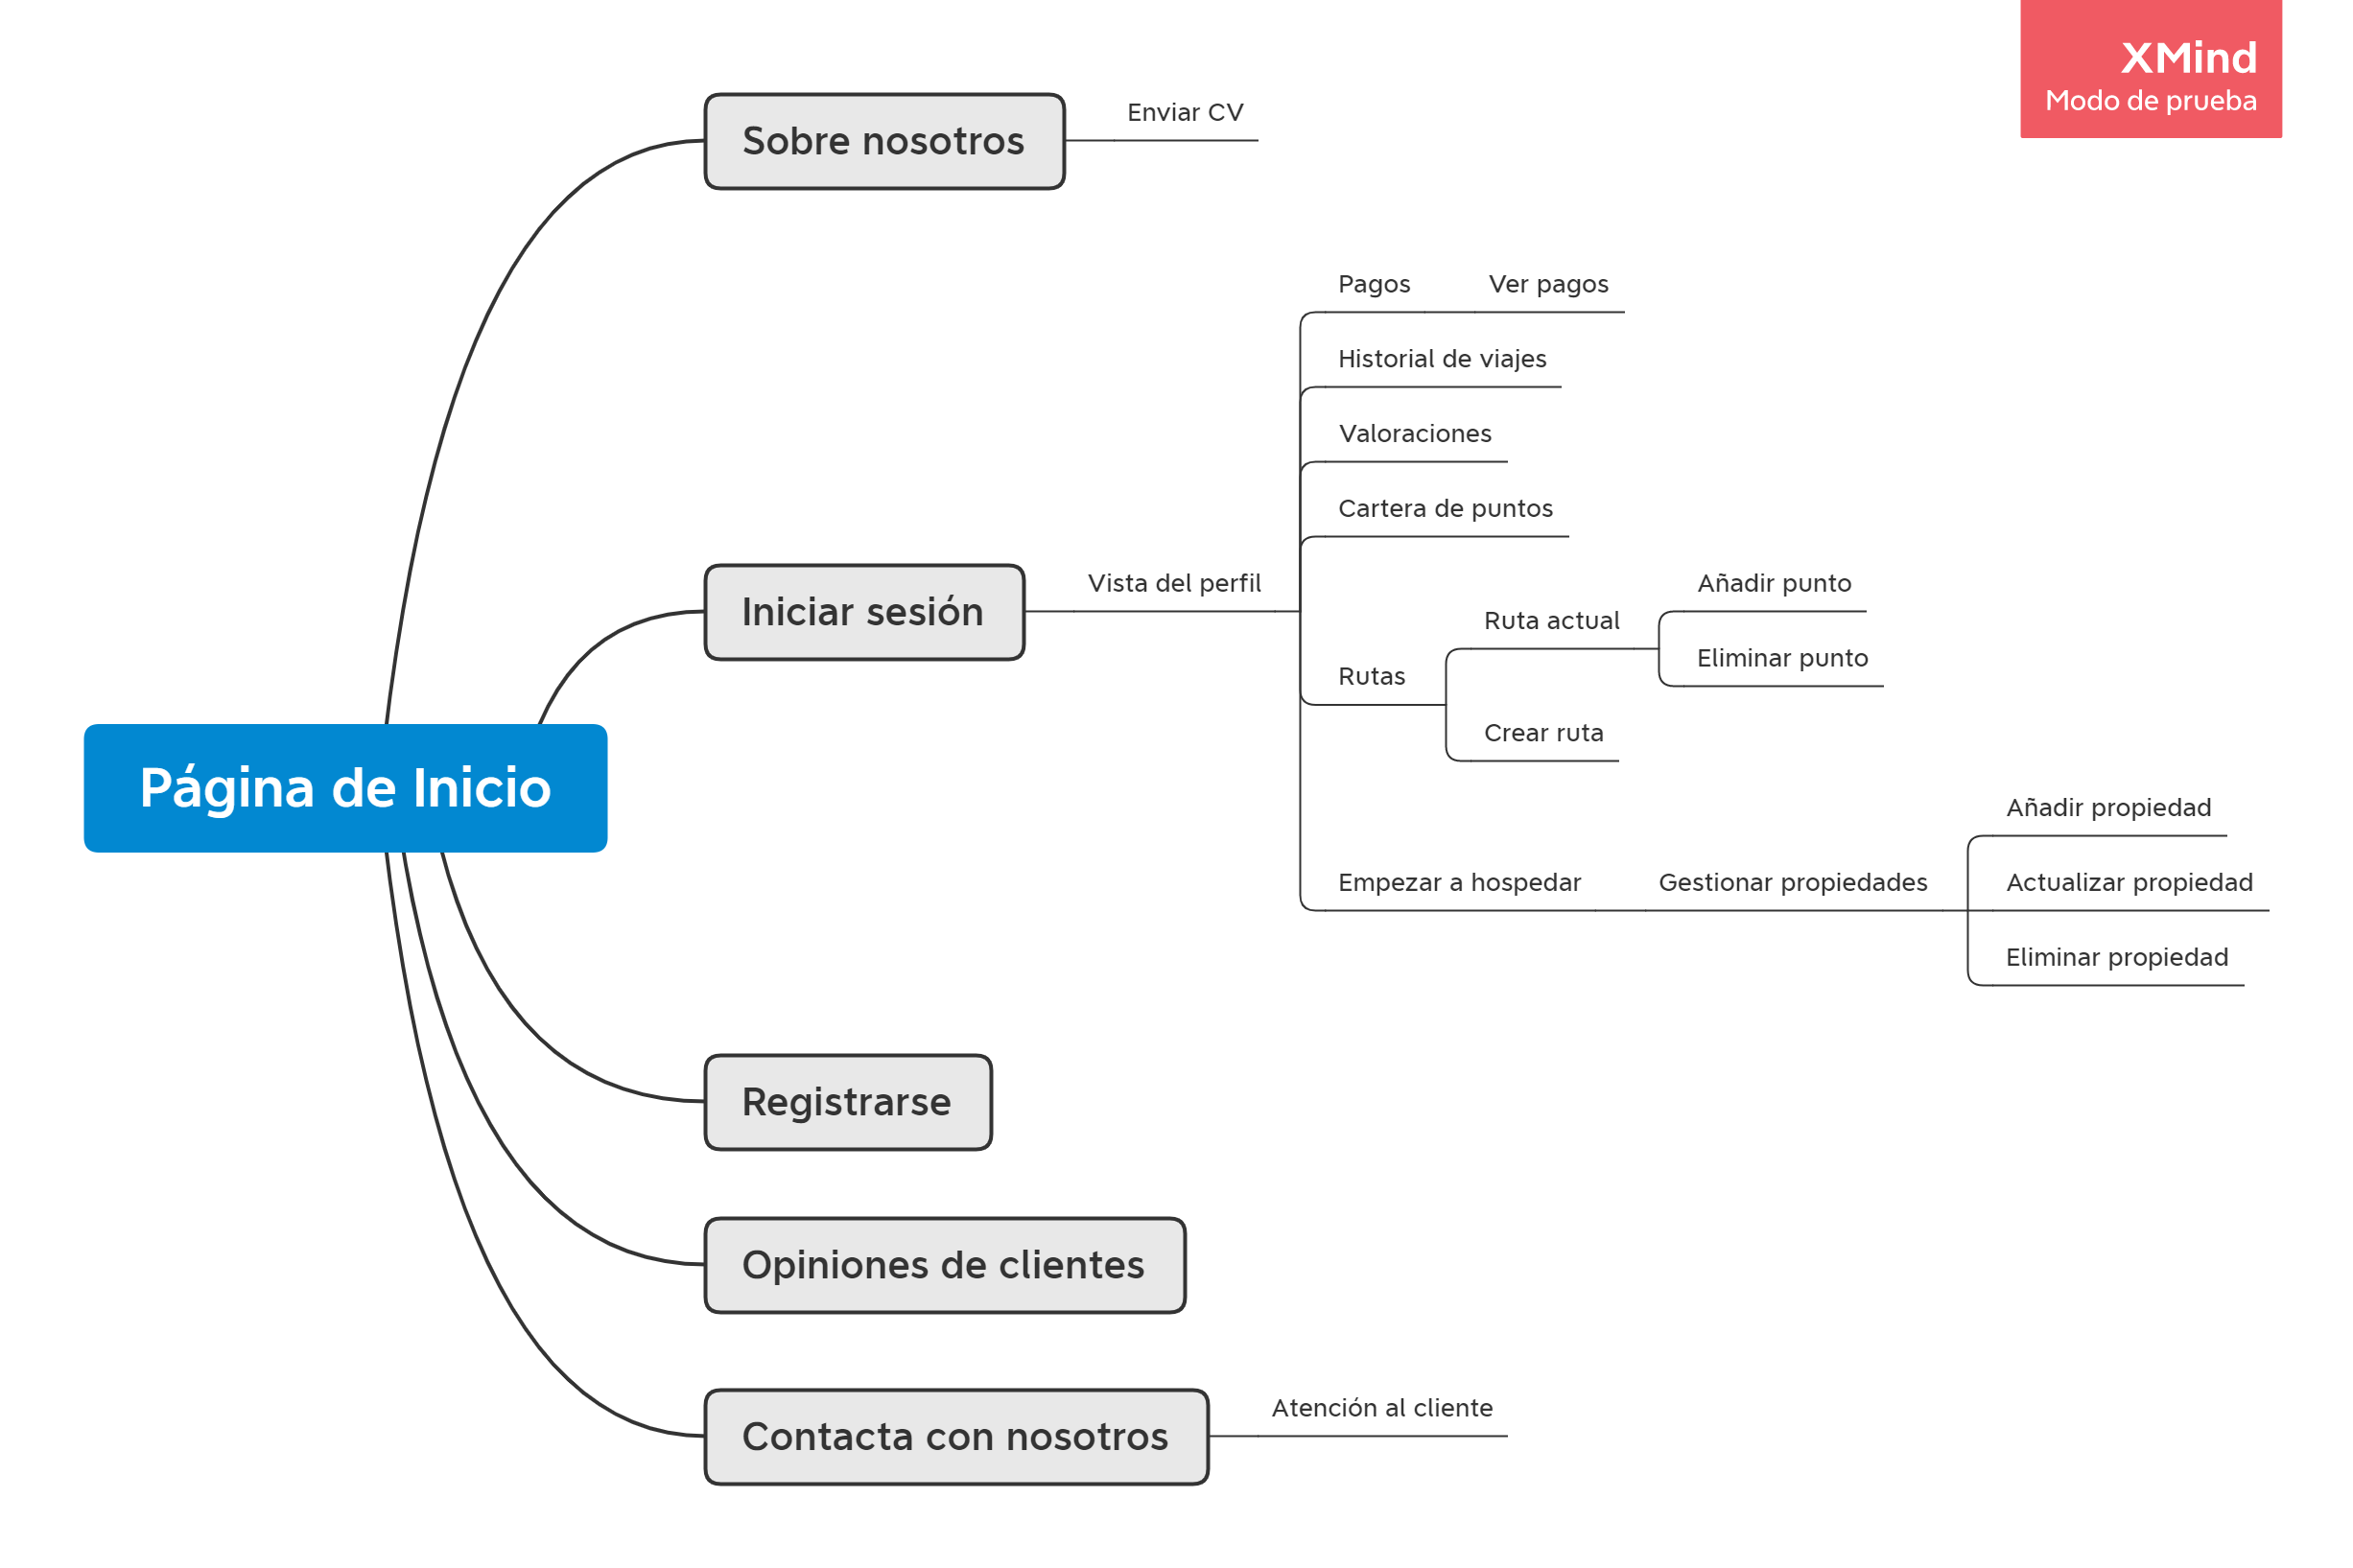 XMind
Modo de prueba
Sobre nosotros
Enviar CV
Pagos
Ver pagos
Historial de viajes
Valoraciones
Cartera de puntos
Iniciar sesión
Vista del perfil
Añadir punto
Ruta actual
Eliminar punto
Rutas
Crear ruta
Página de Inicio
Añadir propiedad
Empezar a hospedar
Gestionar propiedades
Actualizar propiedad
Eliminar propiedad
Registrarse
Opiniones de clientes
Contacta con nosotros
Atención al cliente